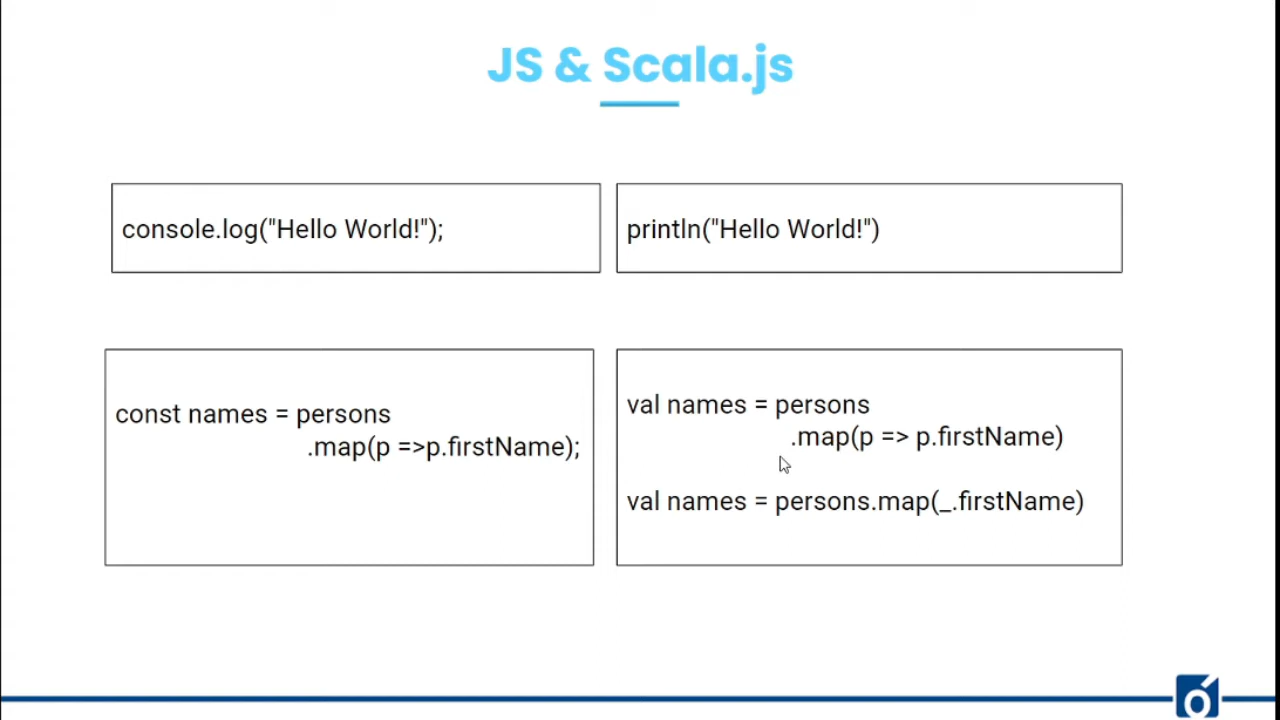 JS & Scala.js
console.log("Hello World!");
println("Hello World!")
const names = persons
.map(p =>p.firstName);
val names = persons
.map(p => p.firstName)
val names = persons.map(_.firstName)